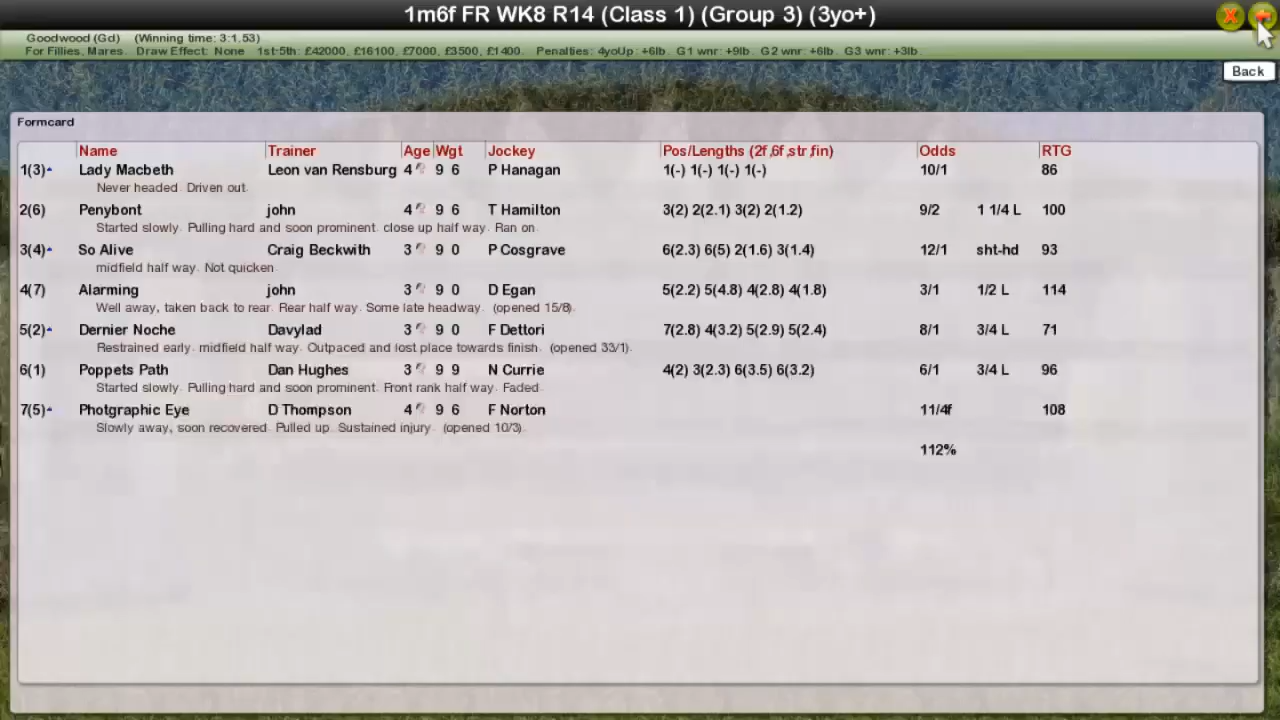 1m6f FR WK8 R14 (Class 1) (Group 3) (3yo+)
Goodwood (Gd) (Winning time: 3:1.53)
For Fillies, Mares. Draw Effect: None 1st-5th: £42000, £16100, £7000, £3500, £1400. Penalties: 4yoUp: +6lb. G1 wnr: +9lb. G2 wnr: +6lb. G3 wnr: +3lb.
Back
Formcard
Name Trainer Age Wgt Jockey Pos/Lengths (2f,6f,str,fin) Odds RTG
1(3) Lady Macbeth Leon van Rensburg 4 9 6 P Hanagan 1(-) 1(-) 1(-) 1(-) 10/1 86
Never headed. Driven out.
2(6) Penybont john 4 9 6 T Hamilton 3(2) 2(2.1) 3(2) 2(1.2) 9/2 1 1/4 L 100
Started slowly. Pulling hard and soon prominent. close up half way. Ran on.
3(4) So Alive Craig Beckwith 3 9 0 P Cosgrave 6(2.3) 6(5) 2(1.6) 3(1.4) 12/1 sht-hd 93
midfield half way. Not quicken.
4(7) Alarming john 3 9 0 D Egan 5(2.2) 5(4.8) 4(2.8) 4(1.8) 3/1 1/2 L 114
Well away, taken back to rear. Rear half way. Some late headway. (opened 15/8).
5(2) Dernier Noche Davylad 3 9 0 F Dettori 7(2.8) 4(3.2) 5(2.9) 5(2.4) 8/1 3/4 L 71
Restrained early. midfield half way. Outpaced and lost place towards finish. (opened 33/1).
6(1) Poppets Path Dan Hughes 3 9 9 N Currie 4(2) 3(2.3) 6(3.5) 6(3.2) 6/1 3/4 L 96
Started slowly. Pulling hard and soon prominent. Front rank half way. Faded.
7(5) Photgraphic Eye D Thompson 4 9 6 F Norton 11/4f 108
Slowly away, soon recovered. Pulled up. Sustained injury. (opened 10/3).
112%